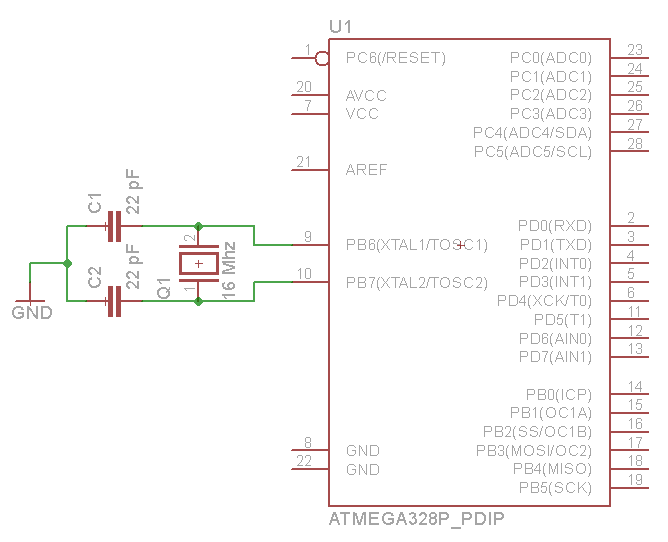 U1
1 PC6(/RESET) PC0(ADC0) 23
PC1(ADC1) 24
20 AVCC PC2(ADC2) 25
7 VCC PC3(ADC3) 26
PC4(ADC4/SDA) 27
PC5(ADC5/SCL) 28
21 AREF
C1 22 pF
2
PD0(RXD) 2
9 PB6(XTAL1/TOSC1) PD1(TXD) 3
PD2(INT0) 4
C2 22 pF
Q1 16 Mhz
1
10 PB7(XTAL2/TOSC2) PD3(INT1) 5
PD4(XCK/T0) 6
GND
PD5(T1) 11
PD6(AIN0) 12
PD7(AIN1) 13
PB0(ICP) 14
PB1(OC1A) 15
PB2(SS/OC1B) 16
8 GND PB3(MOSI/OC2) 17
22 GND PB4(MISO) 18
PB5(SCK) 19
ATMEGA328P_PDIP